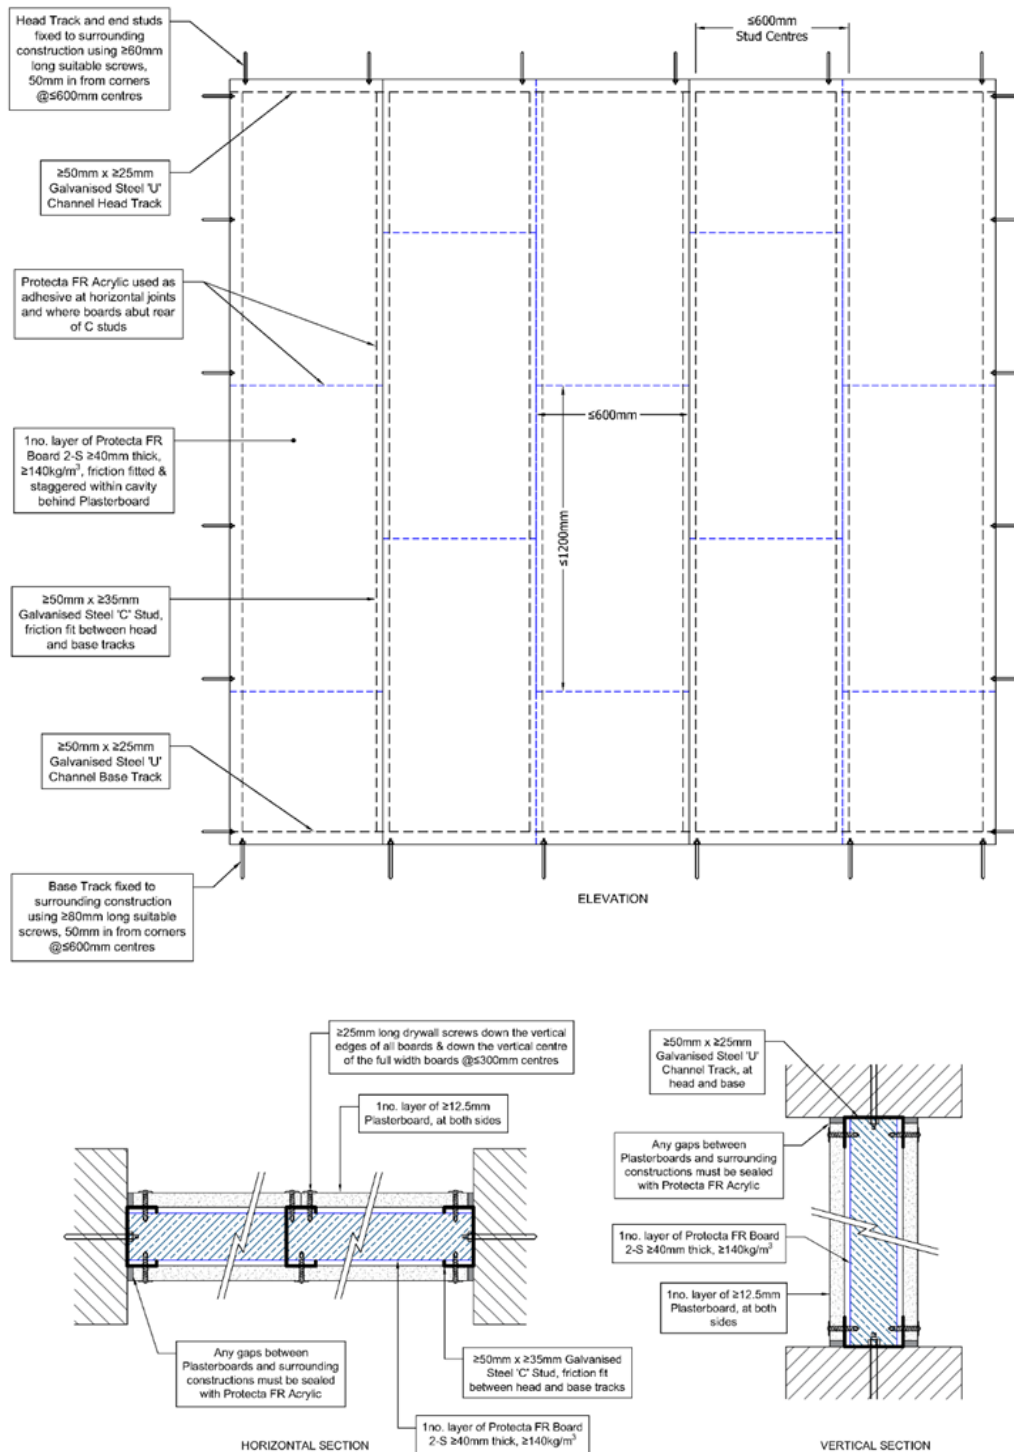 Head Track and end studs
fixed to surrounding
construction using ≥60mm
long suitable screws,
50mm in from corners
@≤600mm centres
≤600mm
Stud Centres
≥50mm x ≥25mm
Galvanised Steel 'U'
Channel Head Track
Protecta FR Acrylic used as
adhesive at horizontal joints
and where boards abut rear
of C studs
≤600mm
1no. layer of Protecta FR
Board 2-S ≥40mm thick,
≥140kg/m³, friction fitted &
staggered within cavity
behind Plasterboard
≤1200mm
≥50mm x ≥35mm
Galvanised Steel 'C' Stud,
friction fit between head
and base tracks
≥50mm x ≥25mm
Galvanised Steel 'U'
Channel Base Track
Base Track fixed to
surrounding construction
using ≥80mm long suitable
screws, 50mm in from corners
@≤600mm centres
ELEVATION
≥25mm long drywall screws down the vertical
edges of all boards & down the vertical centre
of the full width boards @≤300mm centres
1no. layer of ≥12.5mm
Plasterboard, at both sides
Any gaps between
Plasterboards and surrounding
constructions must be sealed
with Protecta FR Acrylic
≥50mm x ≥35mm Galvanised
Steel 'C' Stud, friction fit
between head and base tracks
1no. layer of Protecta FR Board
2-S ≥40mm thick, ≥140kg/m³
HORIZONTAL SECTION
≥50mm x ≥25mm
Galvanised Steel 'U'
Channel Track, at
head and base
Any gaps between
Plasterboards and surrounding
constructions must be sealed
with Protecta FR Acrylic
1no. layer of Protecta FR Board
2-S ≥40mm thick, ≥140kg/m³
1no. layer of ≥12.5mm
Plasterboard, at both
sides
VERTICAL SECTION